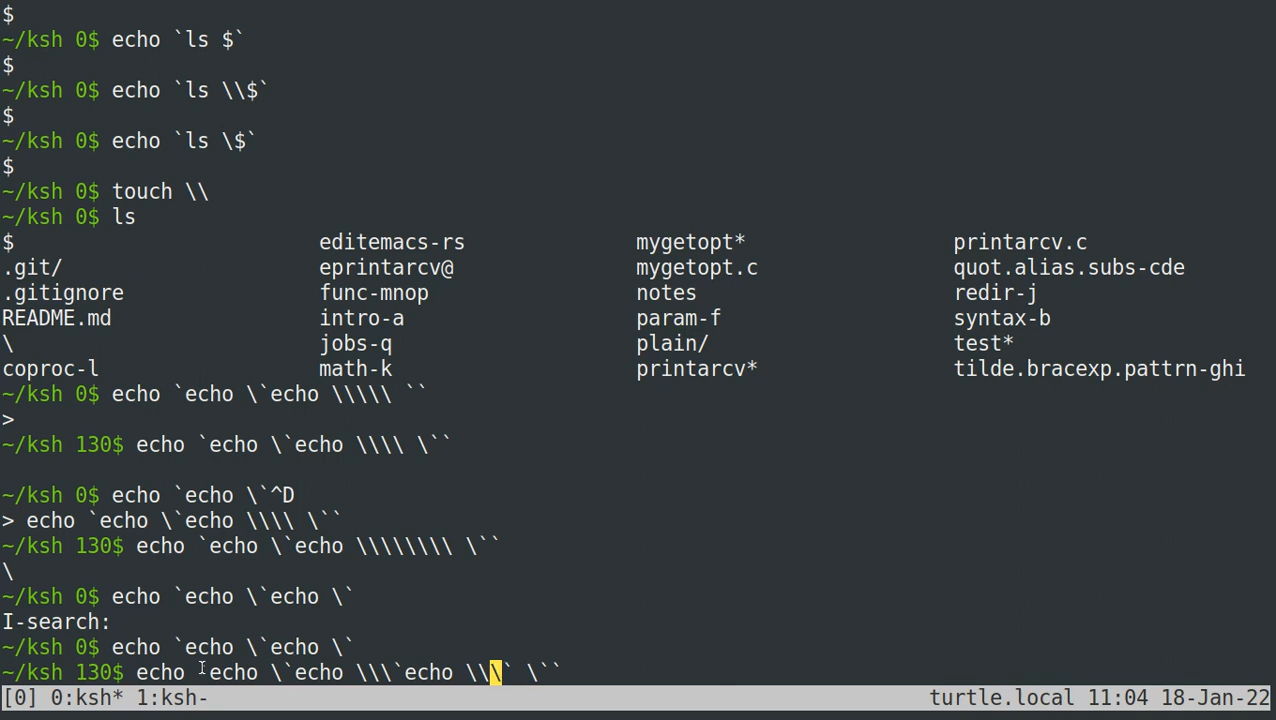 $
~/ksh 0$ echo `ls $`
$
~/ksh 0$ echo `ls \\$`
$
~/ksh 0$ echo `ls \$`
$
~/ksh 0$ touch \\
~/ksh 0$ ls
$ editemacs-rs mygetopt* printarcv.c
.git/ eprintarcv@ mygetopt.c quot.alias.subs-cde
.gitignore func-mnop notes redir-j
README.md intro-a param-f syntax-b
\ jobs-q plain/ test*
coproc-l math-k printarcv* tilde.bracexp.pattrn-ghi
~/ksh 0$ echo `echo \`echo \\\\\ ``
>
~/ksh 130$ echo `echo \`echo \\\\ \``
~/ksh 0$ echo `echo \`^D
> echo `echo \`echo \\\\ \``
~/ksh 130$ echo `echo \`echo \\\\\\\\ \``
\
~/ksh 0$ echo `echo \`echo \`
I-search:
~/ksh 0$ echo `echo \`echo \`
~/ksh 130$ echo `echo \`echo \\\`echo \\\` \``
[0] 0:ksh* 1:ksh- turtle.local 11:04 18-Jan-22